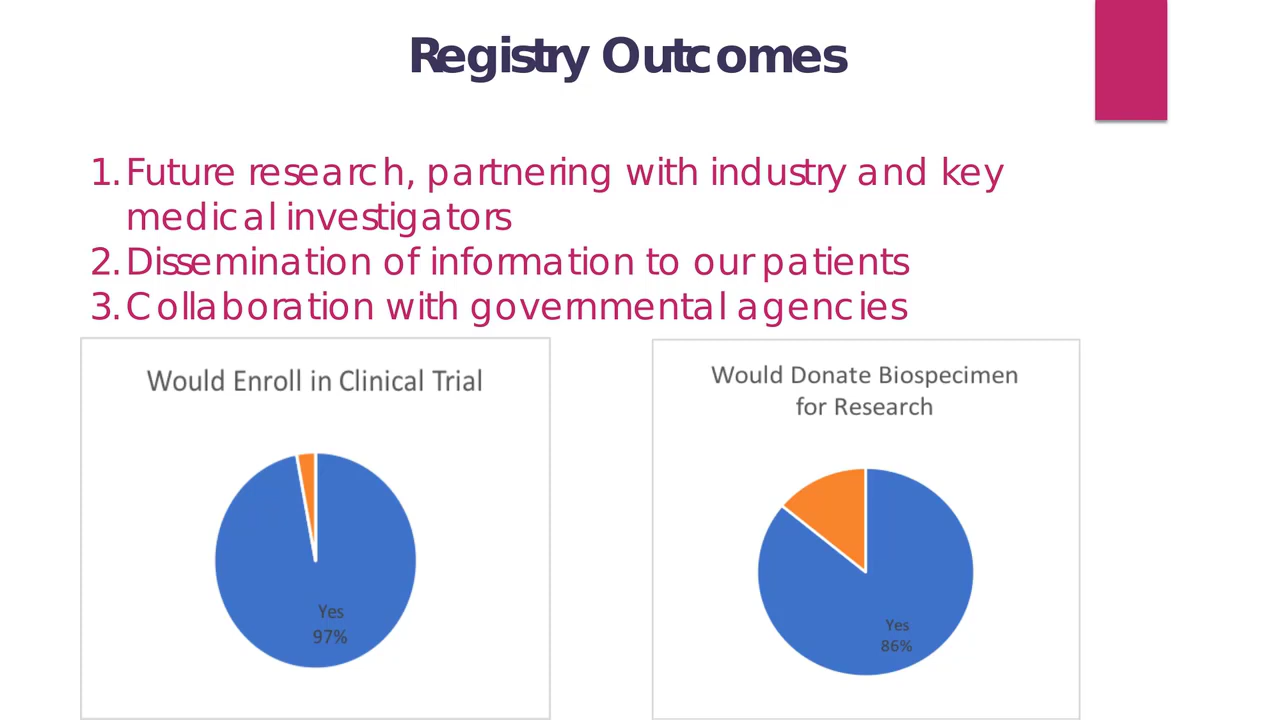 Registry Outcomes
1. Future research, partnering with industry and key
medical investigators
2. Dissemination of information to our patients
3. Collaboration with governmental agencies
Would Enroll in Clinical Trial
Yes
97%
Would Donate Biospecimen
for Research
Yes
86%